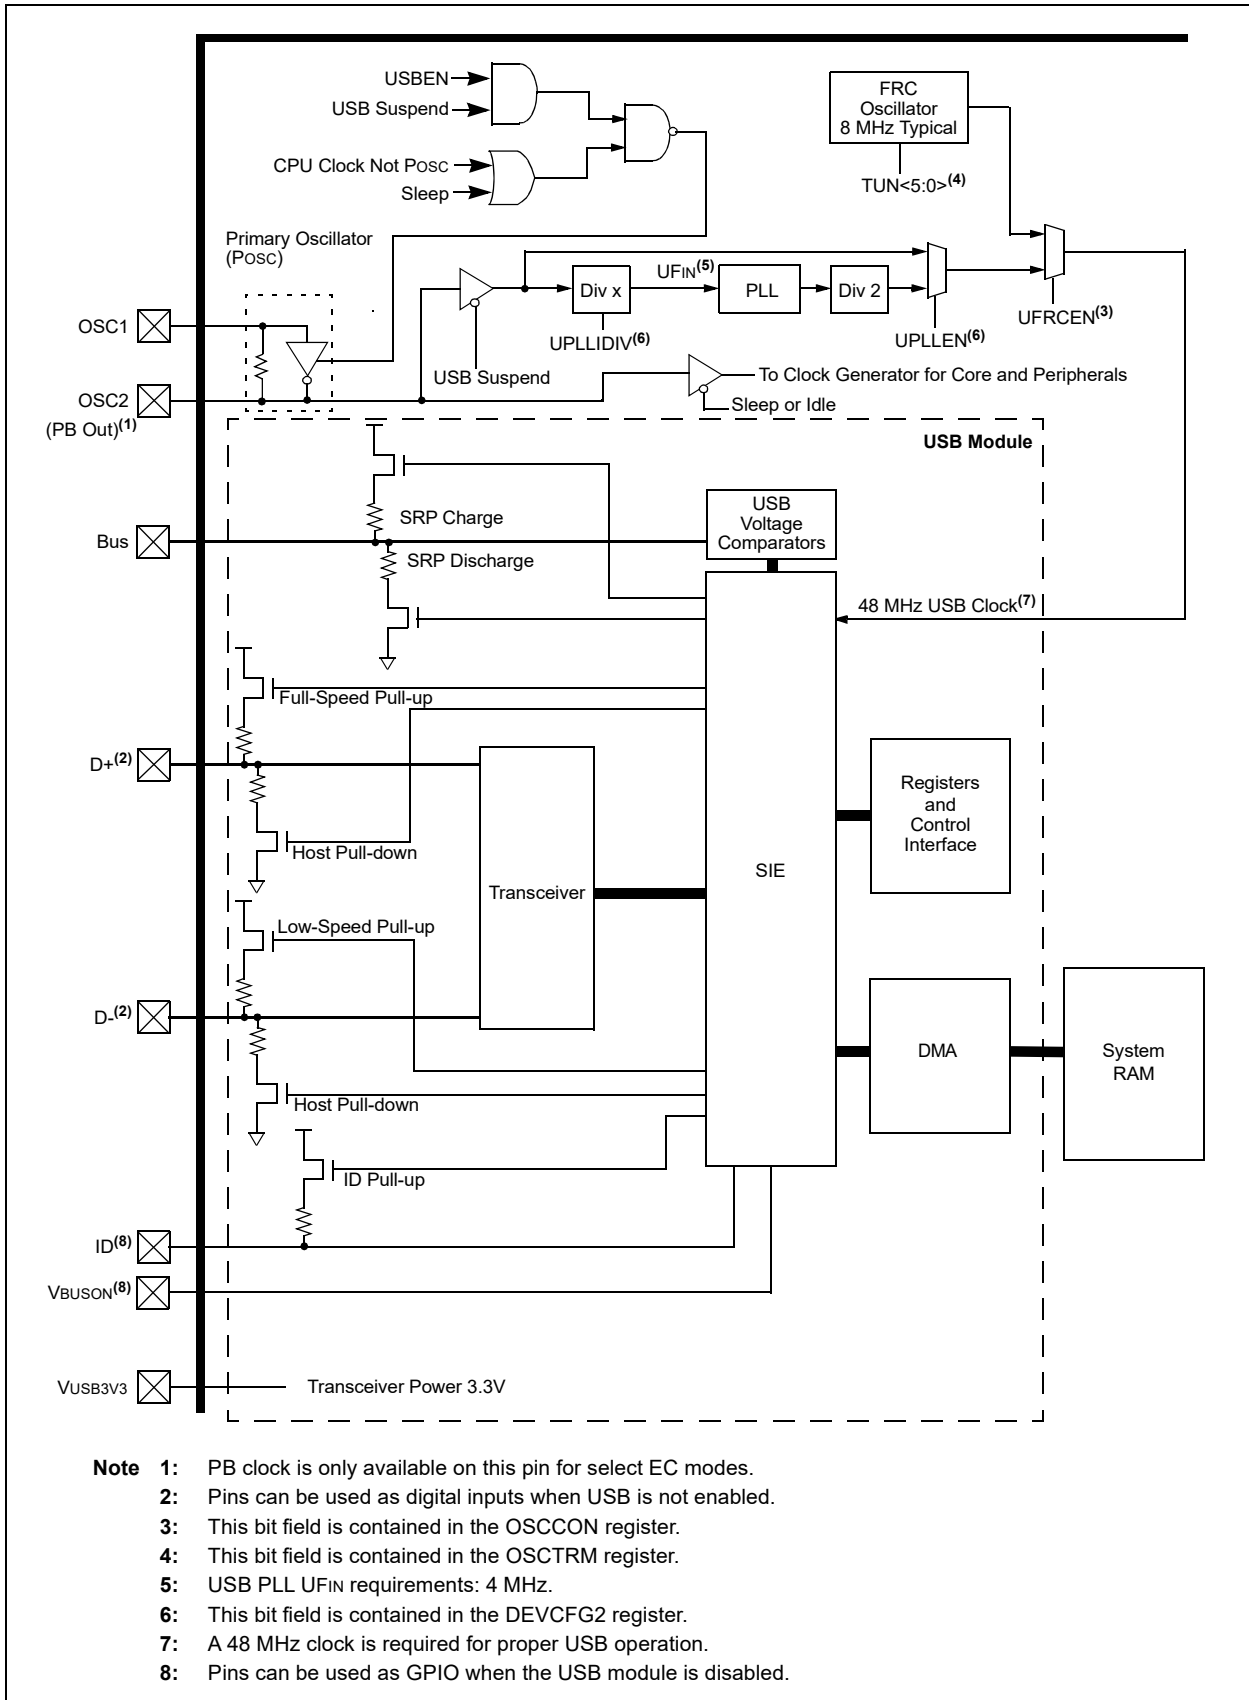 USBEN
USB Suspend
CPU Clock Not POSC
Sleep
FRC
Oscillator
8 MHz Typical
TUN<5:0>(4)
Primary Oscillator
(POSC)
UFIN(5)
Div x
PLL
Div 2
UPLLIDIV(6)
UPLLEN(6)
UFRCEN(3)
OSC1
USB Suspend
To Clock Generator for Core and Peripherals
OSC2
(PB Out)(1)
Sleep or Idle
USB Module
USB
Voltage
Comparators
SRP Charge
Bus
SRP Discharge
48 MHz USB Clock(7)
Full-Speed Pull-up
D+(2)
Registers
and
Control
Interface
Host Pull-down
SIE
Transceiver
Low-Speed Pull-up
D-(2)
DMA
System
RAM
Host Pull-down
ID Pull-up
ID(8)
VBUSON(8)
VUSB3V3
Transceiver Power 3.3V
Note 1: PB clock is only available on this pin for select EC modes.
2: Pins can be used as digital inputs when USB is not enabled.
3: This bit field is contained in the OSCCON register.
4: This bit field is contained in the OSCTRM register.
5: USB PLL UFIN requirements: 4 MHz.
6: This bit field is contained in the DEVCFG2 register.
7: A 48 MHz clock is required for proper USB operation.
8: Pins can be used as GPIO when the USB module is disabled.